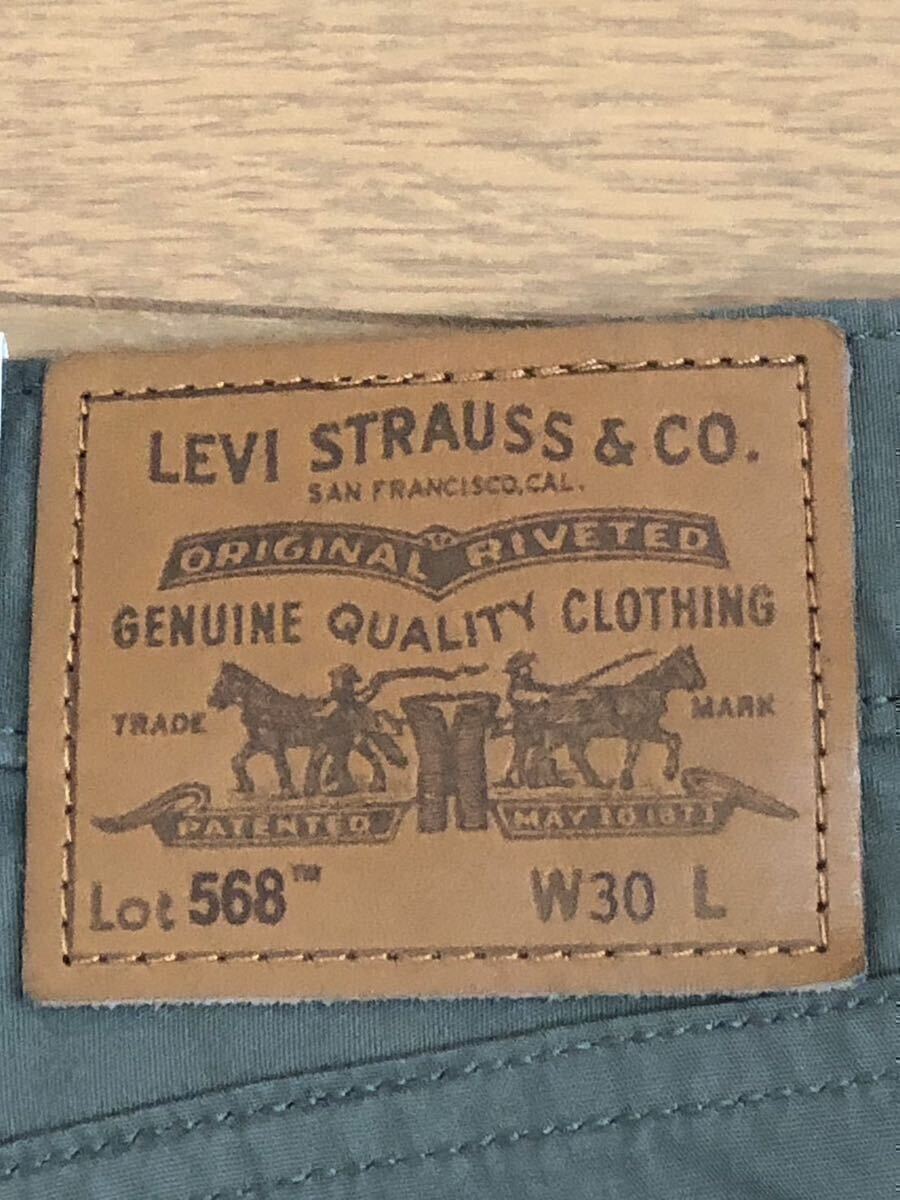 LEVI STRAUSS & CO.
SAN FRANCISCO, CAL.
ORIGINAL RIVETED
GENUINE QUALITY CLOTHING
TRADE MARK
PATENTED MAY 20 1873
Lot 568™ W30 L